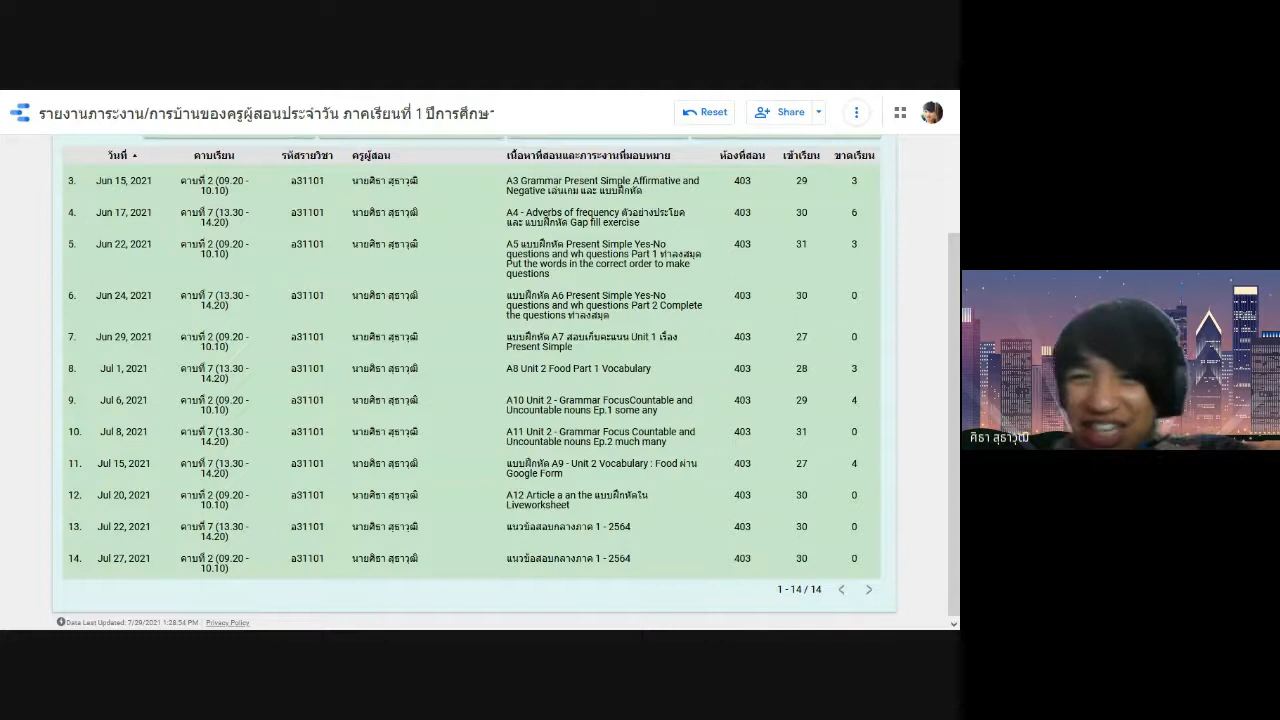 รายงานภาระงาน/การบ้านของครูผู้สอนประจำวัน ภาคเรียนที่ 1 ปีการศึกษ
Reset
Share
วันที่ คาบเรียน รหัสรายวิชา ครูผู้สอน เนื้อหาที่สอนและภาระงานที่มอบหมาย ห้องที่สอน เข้าเรียน ขาดเรียน
3. Jun 15, 2021 คาบที่ 2 (09.20 - อ31101 นายศิธา สุธาวุฒิ A3 Grammar Present Simple Affirmative and 403 29 3
10.10) Negative เล่นเกม และ แบบฝึกหัด
4. Jun 17, 2021 คาบที่ 7 (13.30 - อ31101 นายศิธา สุธาวุฒิ A4 - Adverbs of frequency ตัวอย่างประโยค 403 30 6
14.20) และ แบบฝึกหัด Gap fill exercise
5. Jun 22, 2021 คาบที่ 2 (09.20 - อ31101 นายศิธา สุธาวุฒิ A5 แบบฝึกหัด Present Simple Yes-No 403 31 3
10.10) questions and wh questions Part 1 ทำลงสมุด
Put the words in the correct order to make
questions
6. Jun 24, 2021 คาบที่ 7 (13.30 - อ31101 นายศิธา สุธาวุฒิ แบบฝึกหัด A6 Present Simple Yes-No 403 30 0
14.20) questions and wh questions Part 2 Complete
the questions ทำลงสมุด
7. Jun 29, 2021 คาบที่ 2 (09.20 - อ31101 นายศิธา สุธาวุฒิ แบบฝึกหัด A7 สอบเก็บคะแนน Unit 1 เรื่อง 403 27 0
10.10) Present Simple
8. Jul 1, 2021 คาบที่ 7 (13.30 - อ31101 นายศิธา สุธาวุฒิ A8 Unit 2 Food Part 1 Vocabulary 403 28 3
14.20)
9. Jul 6, 2021 คาบที่ 2 (09.20 - อ31101 นายศิธา สุธาวุฒิ A10 Unit 2 - Grammar FocusCountable and 403 29 4
10.10) Uncountable nouns Ep.1 some any
10. Jul 8, 2021 คาบที่ 7 (13.30 - อ31101 นายศิธา สุธาวุฒิ A11 Unit 2 - Grammar Focus Countable and 403 31 0
14.20) Uncountable nouns Ep.2 much many
11. Jul 15, 2021 คาบที่ 7 (13.30 - อ31101 นายศิธา สุธาวุฒิ แบบฝึกหัด A9 - Unit 2 Vocabulary : Food ผ่าน 403 27 4
14.20) Google Form
12. Jul 20, 2021 คาบที่ 2 (09.20 - อ31101 นายศิธา สุธาวุฒิ A12 Article a an the แบบฝึกหัดใน 403 30 0
10.10) Liveworksheet
13. Jul 22, 2021 คาบที่ 7 (13.30 - อ31101 นายศิธา สุธาวุฒิ แนวข้อสอบกลางภาค 1 - 2564 403 30 0
14.20)
14. Jul 27, 2021 คาบที่ 2 (09.20 - อ31101 นายศิธา สุธาวุฒิ แนวข้อสอบกลางภาค 1 - 2564 403 30 0
10.10)
1 - 14 / 14
Data Last Updated: 7/29/2021 1:28:54 PM Privacy Policy
ศิธา สุธาวุฒิ